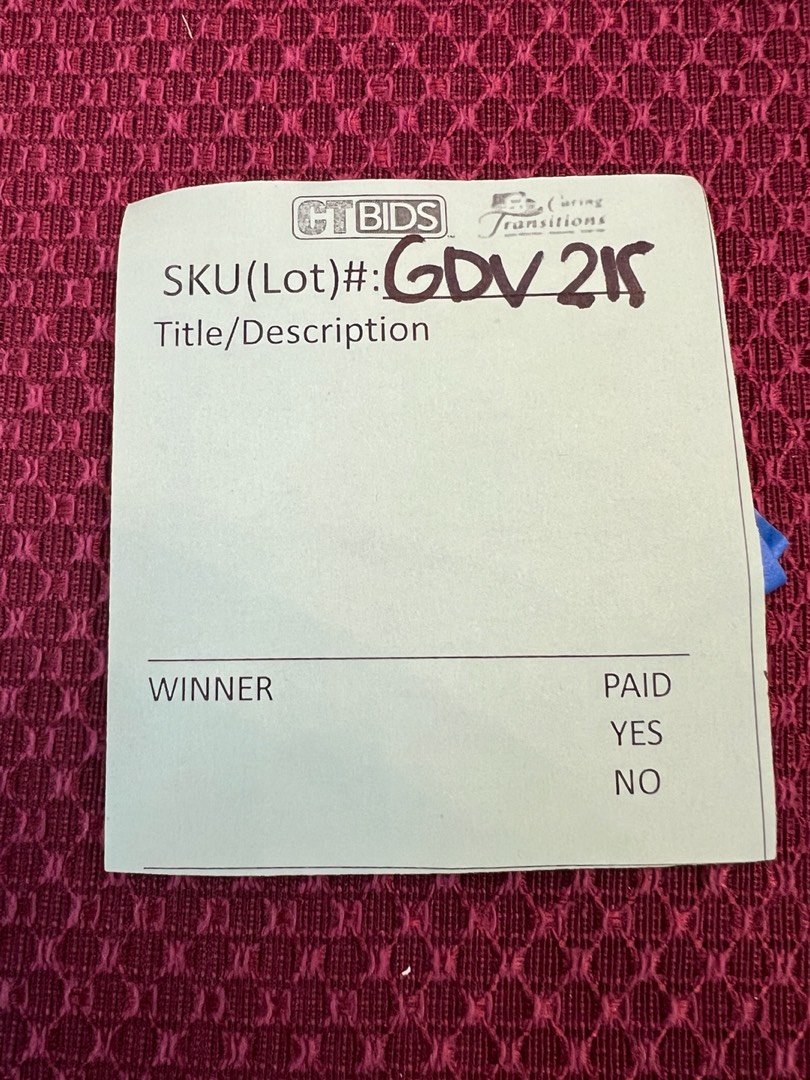 CTBIDS Caring Transitions
SKU(Lot)#: GDV 215
Title/Description
WINNER PAID
YES
NO